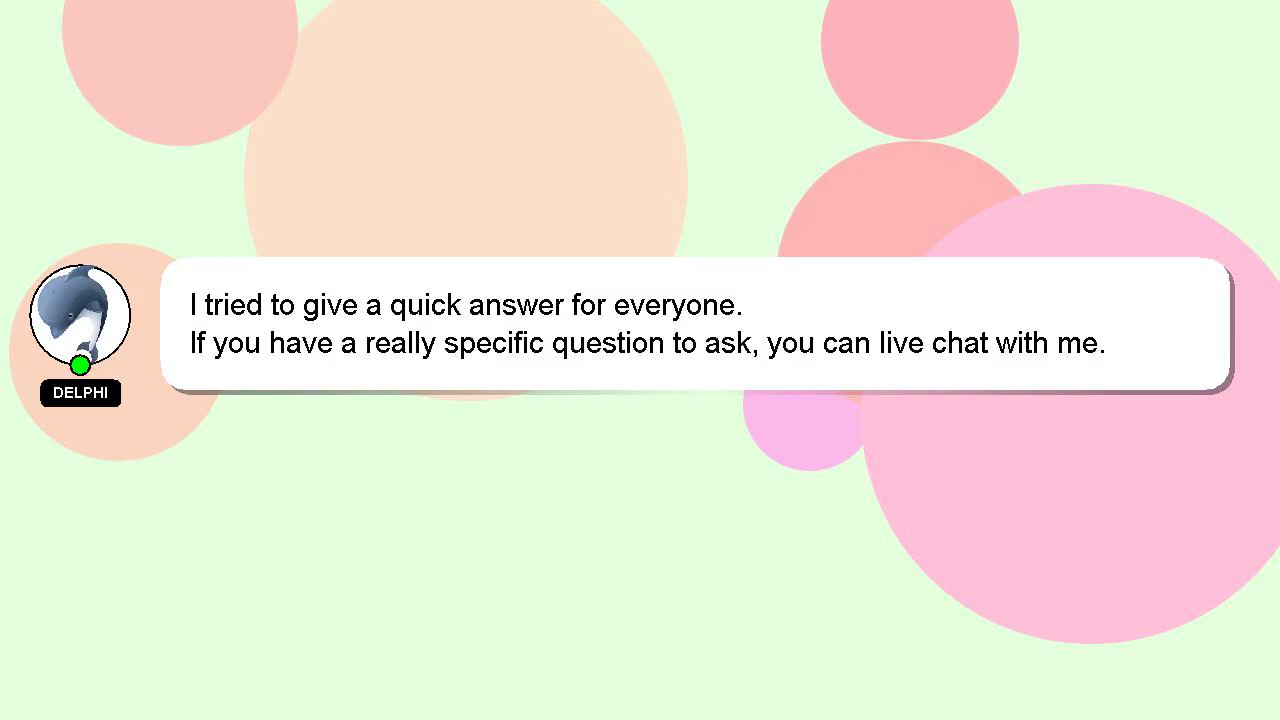 I tried to give a quick answer for everyone.
If you have a really specific question to ask, you can live chat with me.
DELPHI